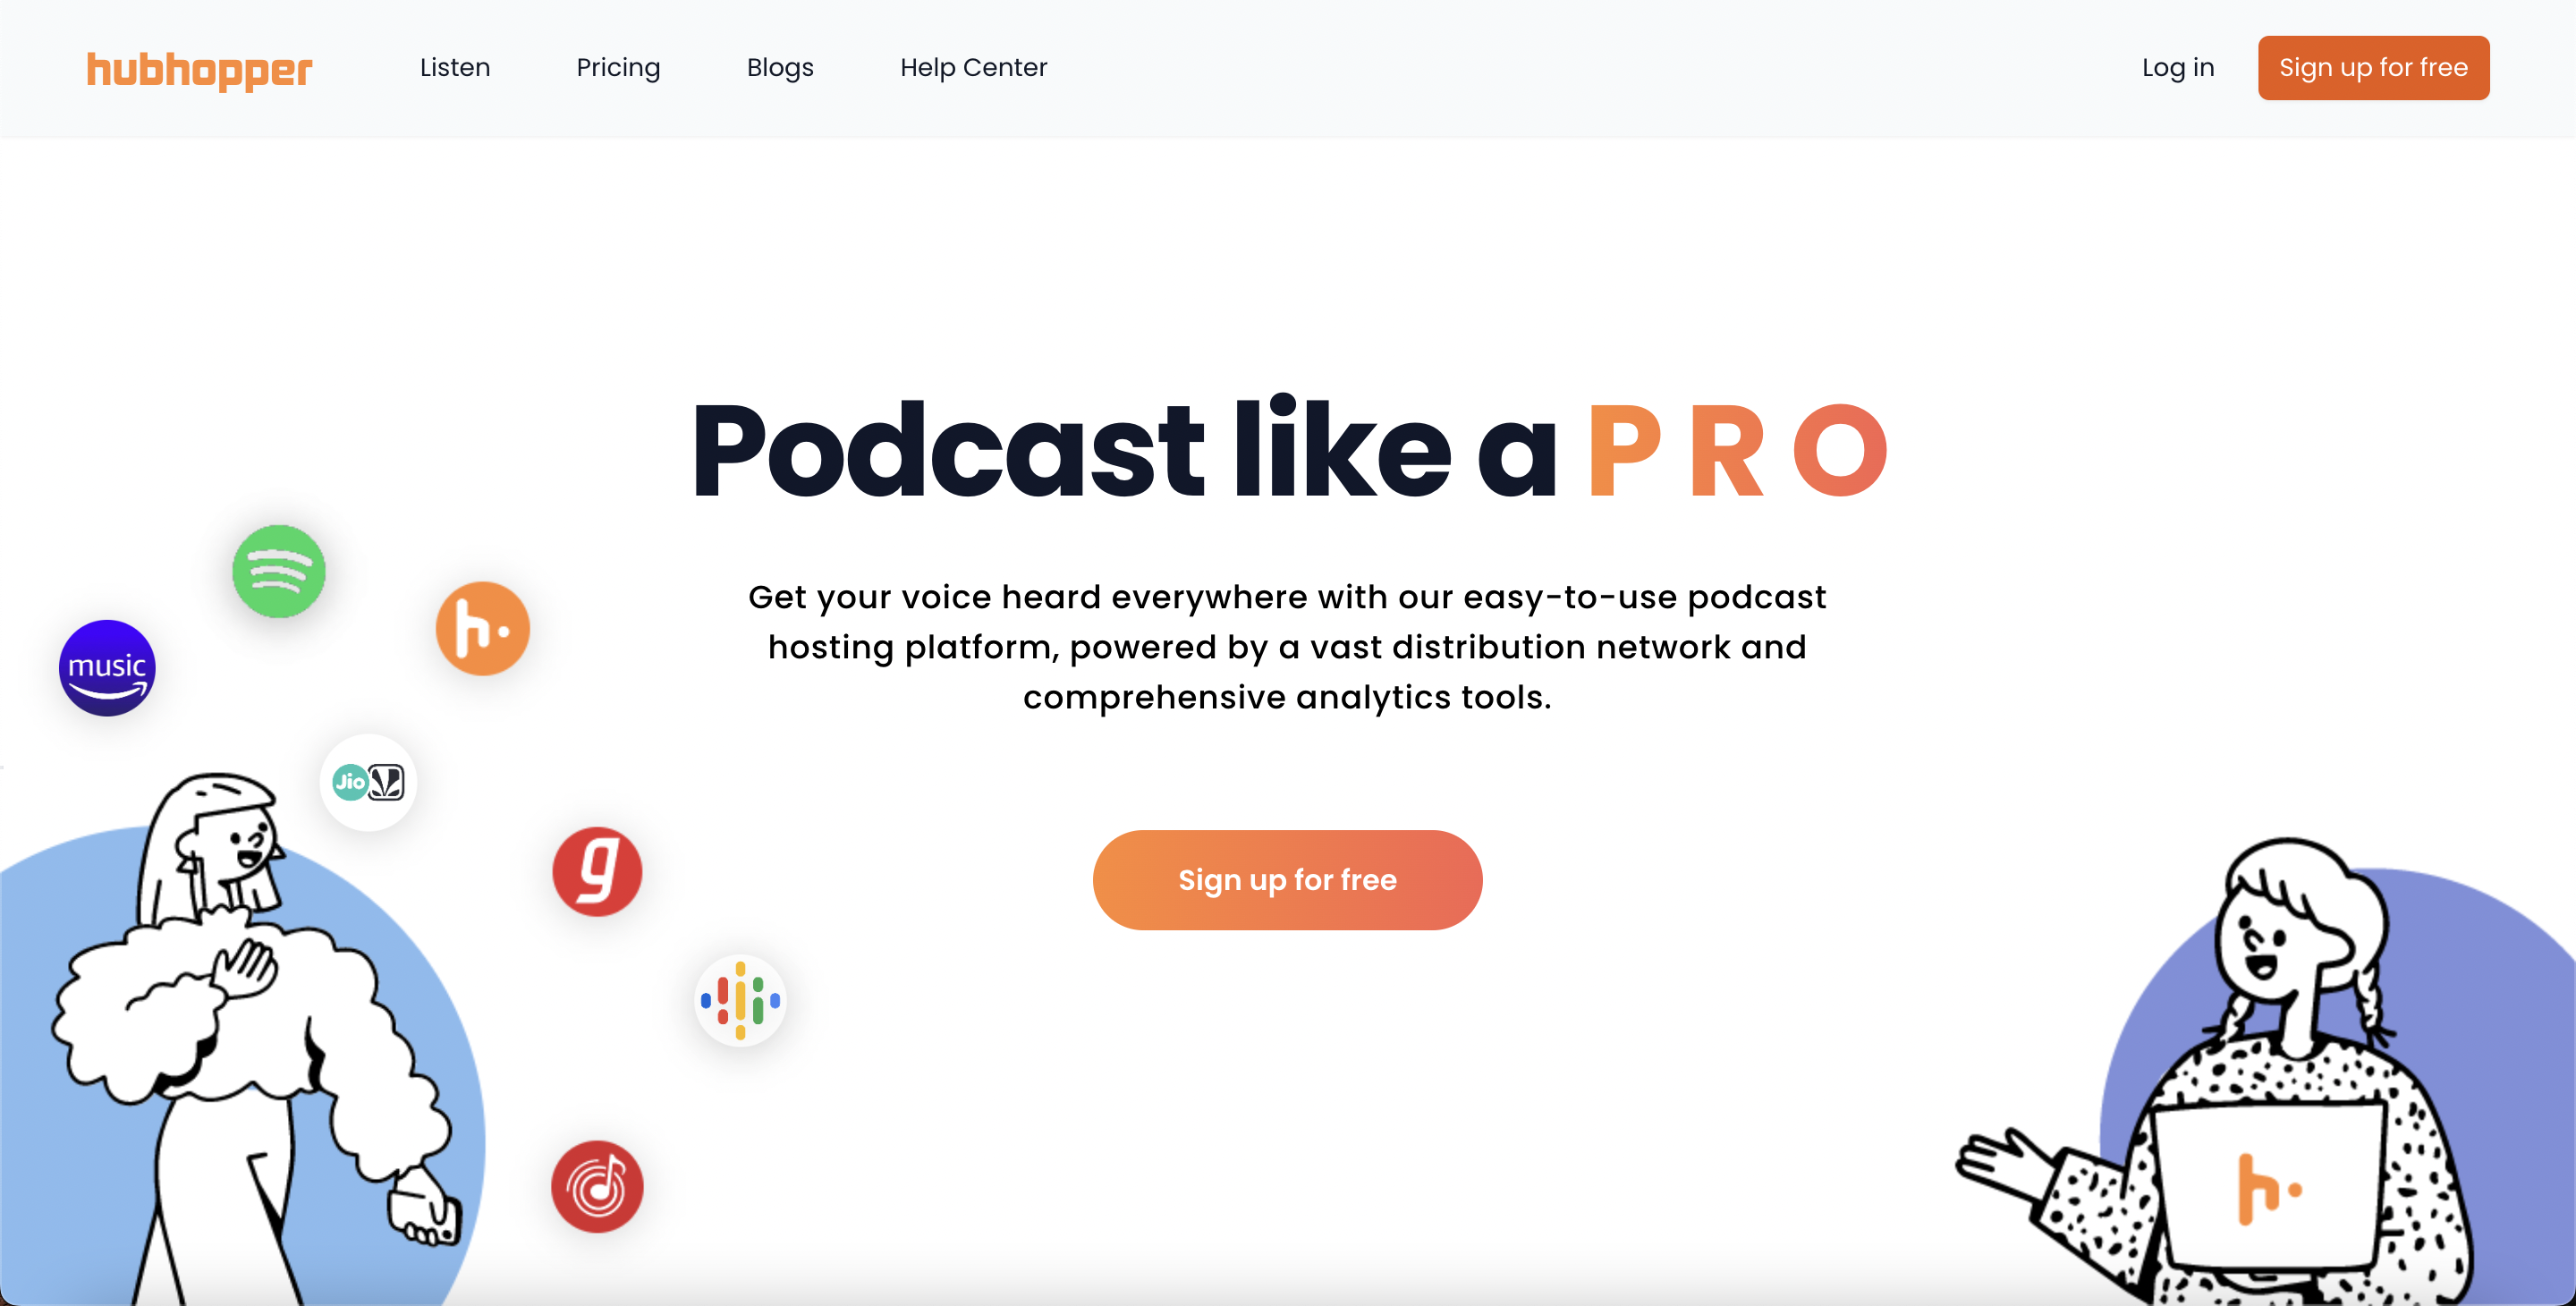 hubhopper
Listen
Pricing
Blogs
Help Center
Log in
Sign up for free
Podcast like a PRO
Get your voice heard everywhere with our easy-to-use podcast
hosting platform, powered by a vast distribution network and
comprehensive analytics tools.
Sign up for free
h.
music
Jio
g
h.